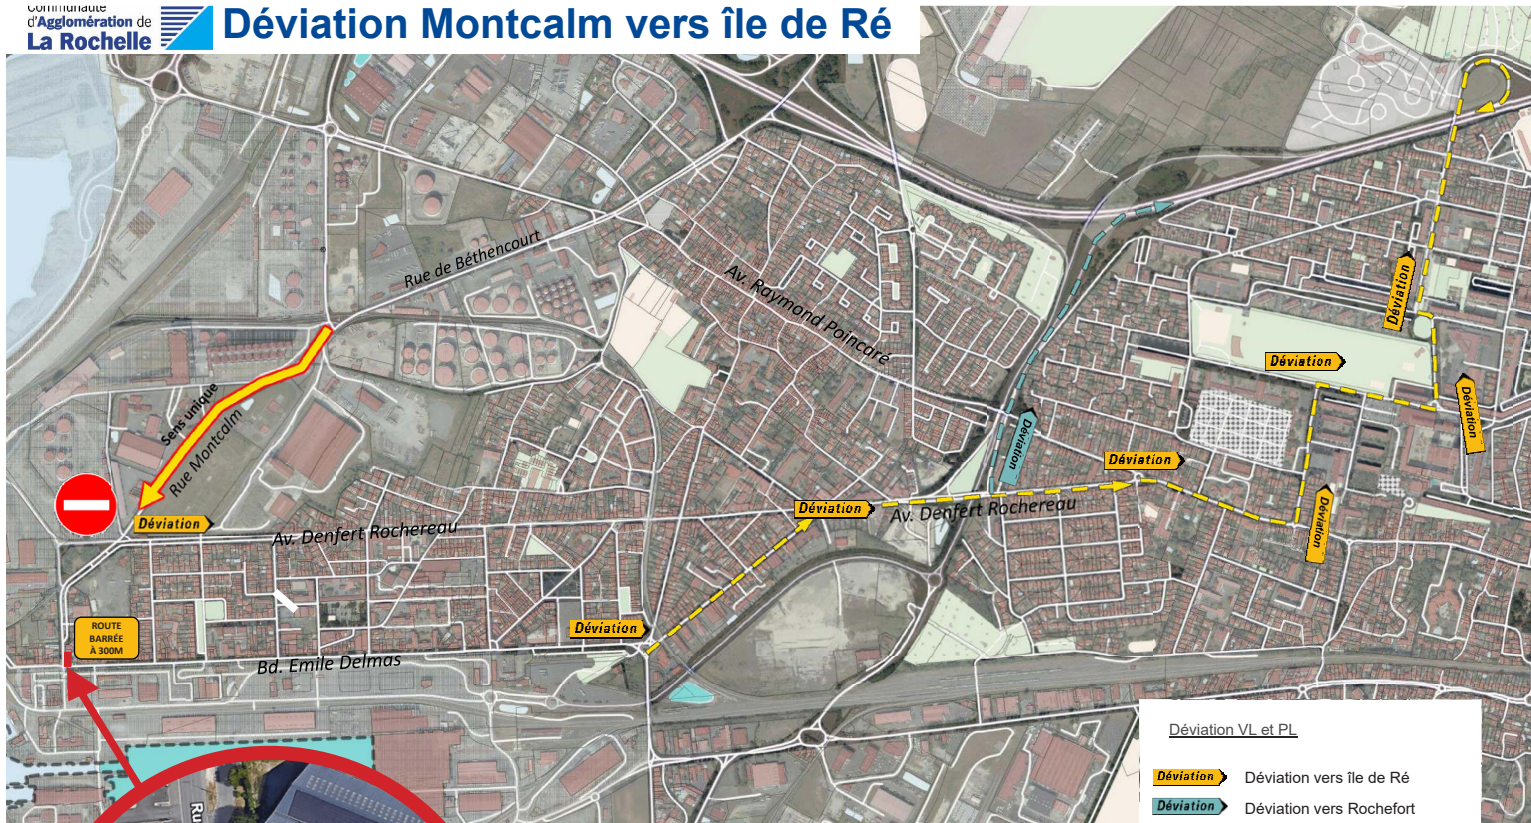 Communauté
d'Agglomération de
La Rochelle
Déviation Montcalm vers île de Ré
Rue de Béthencourt
Av. Raymond Poincaré
Déviation
Déviation
Déviation
Sens unique
Rue Montcalm
Déviation
Déviation
Déviation
Déviation
Av. Denfert Rochereau
Déviation
Av. Denfert Rochereau
Déviation
ROUTE
BARRÉE
À 300M
Déviation
Bd. Emile Delmas
Ru
Déviation VL et PL
Déviation Déviation vers île de Ré
Déviation Déviation vers Rochefort